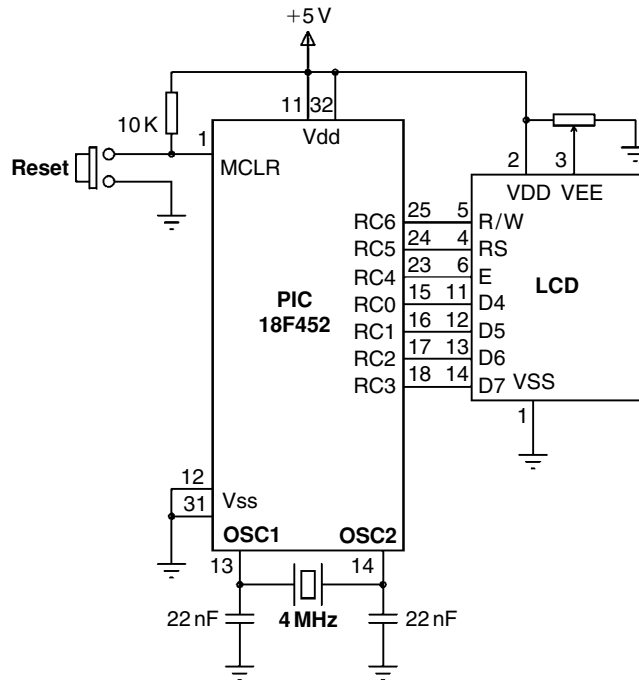 +5 V
11 32
10 K
1
Vdd
Reset
MCLR
2
3
VDD VEE
RC6 25 5 R/W
RC5 24 4 RS
RC4 23 6 E
LCD
PIC
18F452
RC0 15 11 D4
RC1 16 12 D5
RC2 17 13 D6
RC3 18 14 D7
VSS
1
12
31
Vss
OSC1 OSC2
13 14
22 nF 4 MHz 22 nF